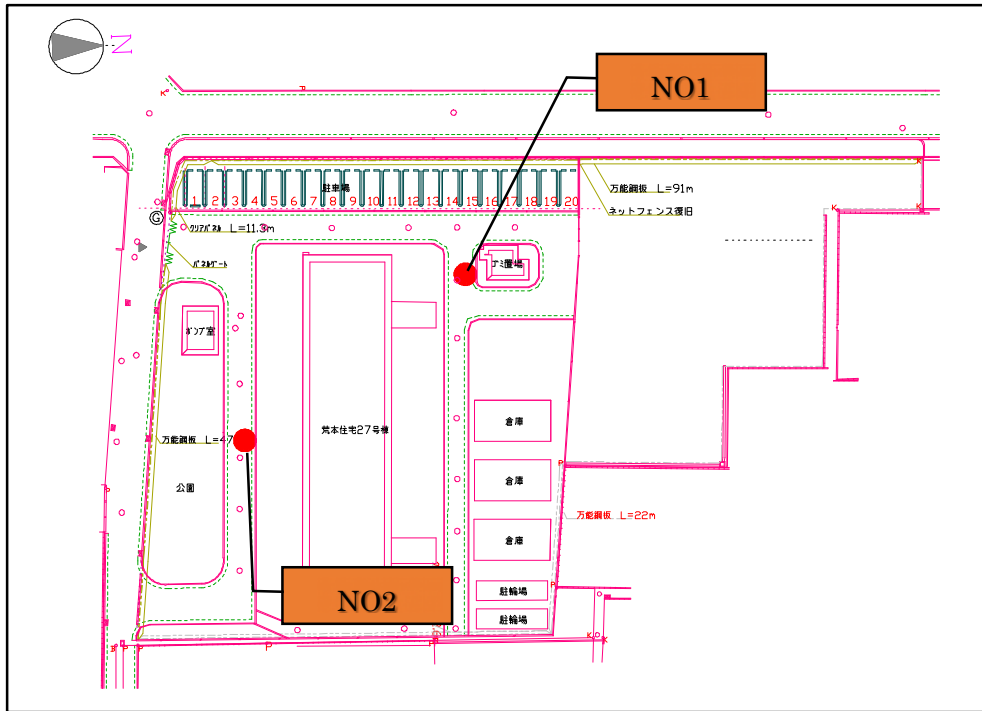 N
NO1
駐車場
1 2 3 4 5 6 7 8 9 10 11 12 13 14 15 16 17 18 19 20
万能鋼板 L=91m
ネットフェンス復旧
G
クリアパネル L=11.3m
パネルゲート
ゴミ置場
ポンプ室
荒本住宅27号棟
倉庫
万能鋼板 L=47
公園
倉庫
倉庫
万能鋼板 L=22m
駐輪場
駐輪場
NO2
P
P
P
P
K
K
K
K
K
K